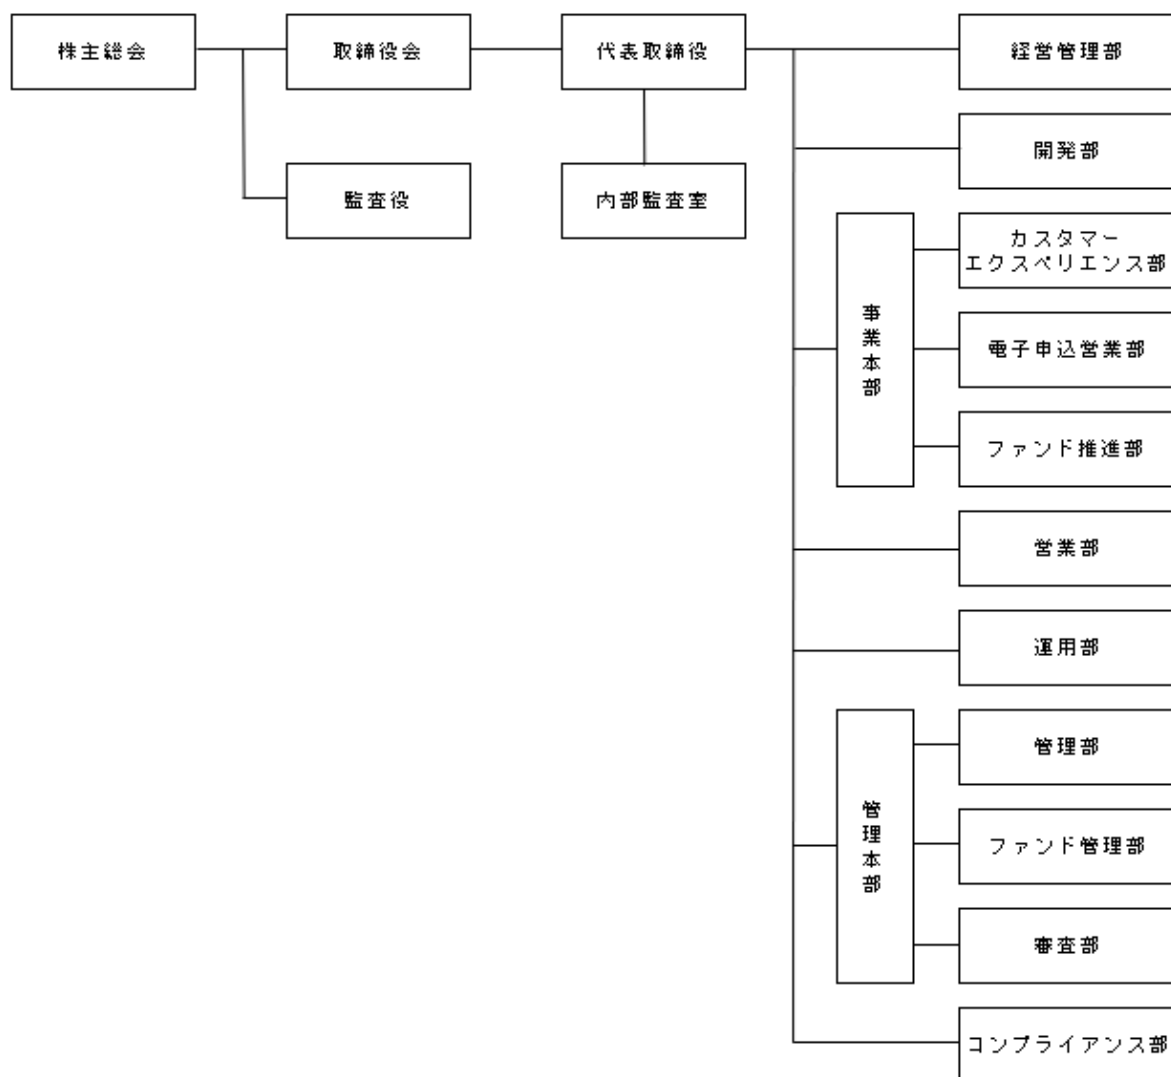 株主総会
取締役会
代表取締役
経営管理部
開発部
監査役
内部監査室
カスタマー
エクスペリエンス部
事業本部
電子申込営業部
ファンド推進部
営業部
運用部
管理部
管理本部
ファンド管理部
審査部
コンプライアンス部